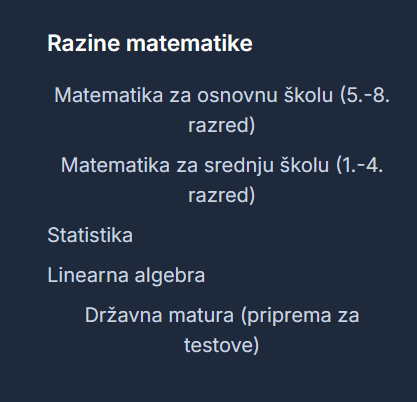 Razine matematike
Matematika za osnovnu školu (5.-8.
razred)
Matematika za srednju školu (1.-4.
razred)
Statistika
Linearna algebra
Državna matura (priprema za
testove)